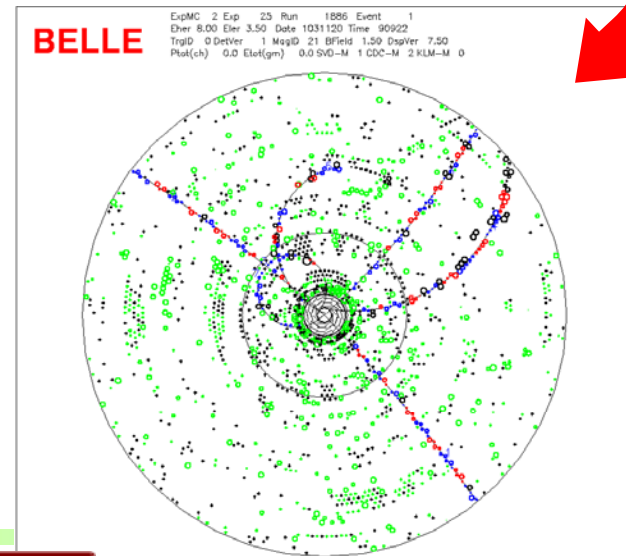 BELLE
ExpMC 2 Exp 25 Run 1886 Event 1
Eher 8.00 Eler 3.50 Date 1031120 Time 90922
TrgID 0 DetVer 1 MagID 21 BField 1.50 DspVer 7.50
Ptot(ch) 0.0 Etot(gm) 0.0 SVD-M 1 CDC-M 2 KLM-M 0